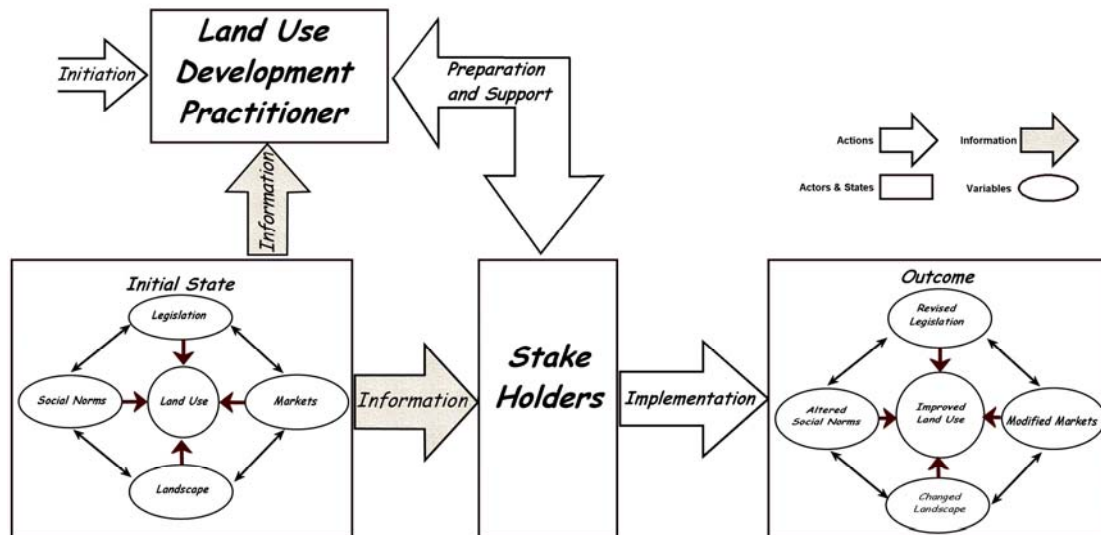 Land Use
Development
Practitioner
Initiation
Preparation
and Support
Information
Actions
Information
Actors & States
Variables
Initial State
Legislation
Social Norms
Land Use
Markets
Landscape
Information
Stake
Holders
Implementation
Outcome
Revised
Legislation
Altered
Social Norms
Improved
Land Use
Modified Markets
Changed
Landscape